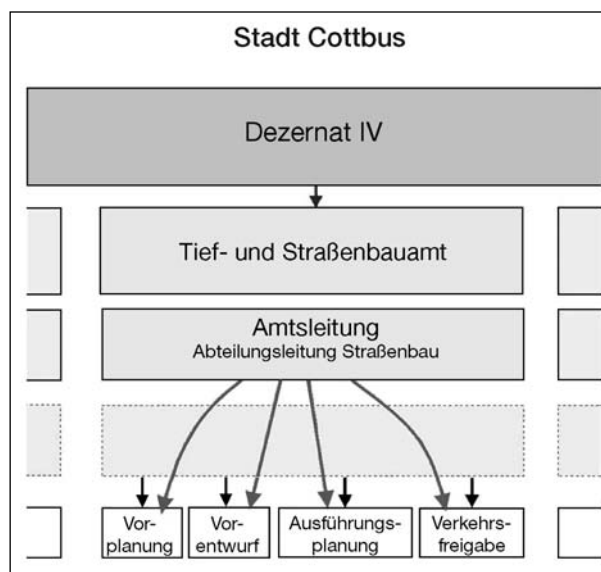 Stadt Cottbus
Dezernat IV
Tief- und Straßenbauamt
Amtsleitung
Abteilungsleitung Straßenbau
Vor-
planung
Vor-
entwurf
Ausführungs-
planung
Verkehrs-
freigabe